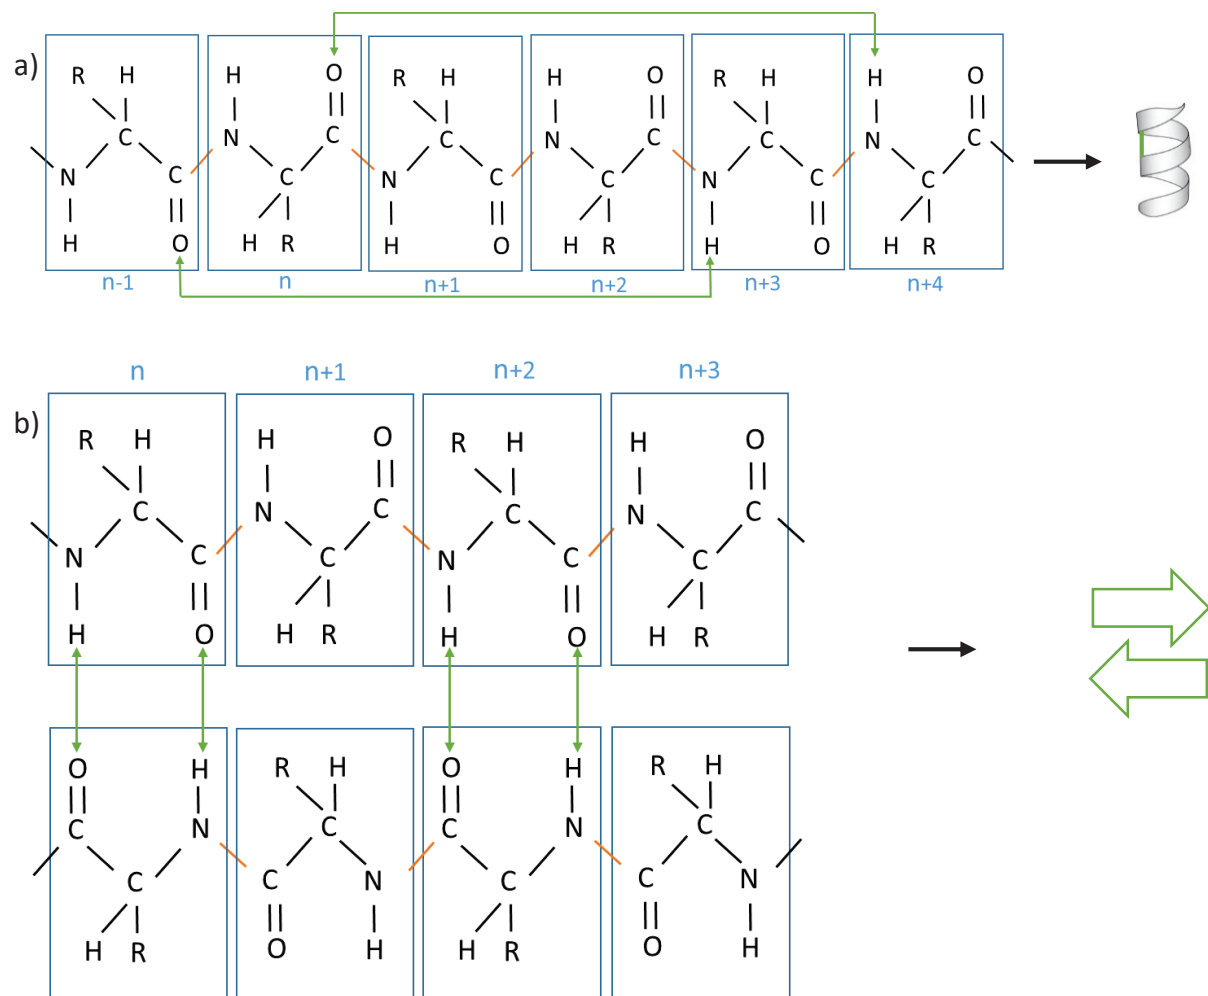 a)
R H H O R H H O R H H O
C N C C N C C N C
N C C N C C N C C
H O H R H O H R H O H R
n-1 n n+1 n+2 n+3 n+4
n n+1 n+2 n+3
b)
R H H O R H H O
C N C C N C
N C C N C C
H O H R H O H R
O H R H O H R H
C N C C N C
C C N C C N
H R O H H R O H